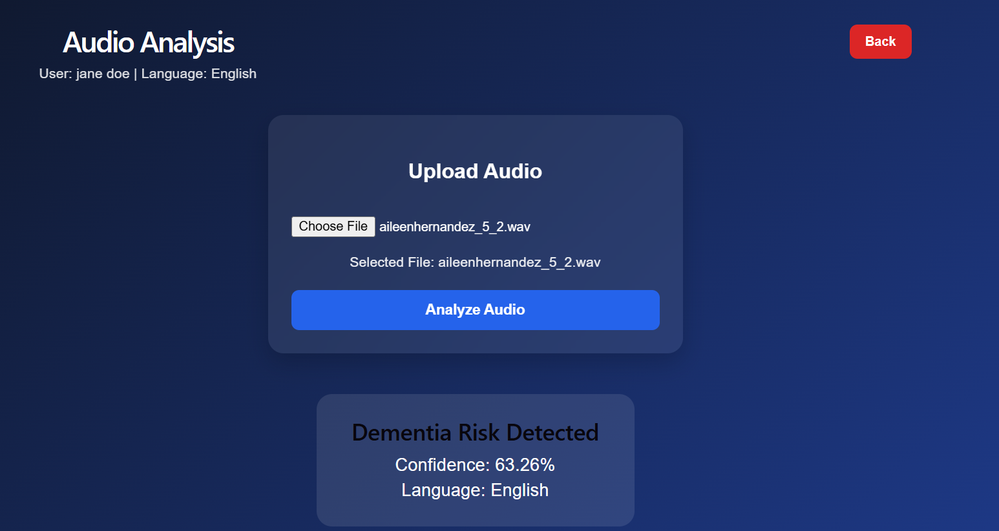 Audio Analysis
User: jane doe | Language: English
Back
Upload Audio
Choose File aileenhernandez_5_2.wav
Selected File: aileenhernandez_5_2.wav
Analyze Audio
Dementia Risk Detected
Confidence: 63.26%
Language: English